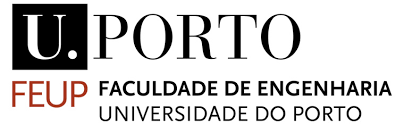 U. PORTO
FEUP FACULDADE DE ENGENHARIA
UNIVERSIDADE DO PORTO